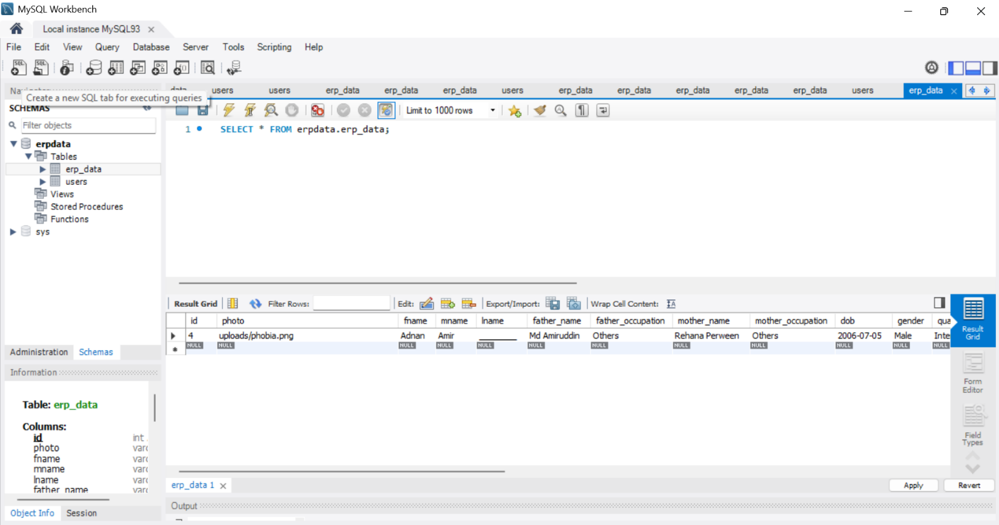 MySQL Workbench
Local instance MySQL93
File Edit View Query Database Server Tools Scripting Help
Create a new SQL tab for executing queries
users users erp_data erp_data erp_data users erp_data erp_data erp_data erp_data erp_data users erp_data
SCHEMAS
Limit to 1000 rows
Filter objects
1 SELECT * FROM erpdata.erp_data;
erpdata
Tables
erp_data
users
Views
Stored Procedures
Functions
sys
Result Grid Filter Rows: Edit: Export/Import: Wrap Cell Content:
id photo fname mname lname father_name father_occupation mother_name mother_occupation dob gender qua
4 uploads/phobia.png Adnan Amir ________ Md Amiruddin Others Rehana Perween Others 2006-07-05 Male Inte
NULL NULL NULL NULL NULL NULL NULL NULL NULL NULL NULL NULL
Result
Grid
Form
Editor
Field
Types
Administration Schemas
Information
Table: erp_data
Columns:
id int
photo varc
fname varc
mname varc
lname varc
father_name varc
erp_data 1
Apply Revert
Output
Object Info Session